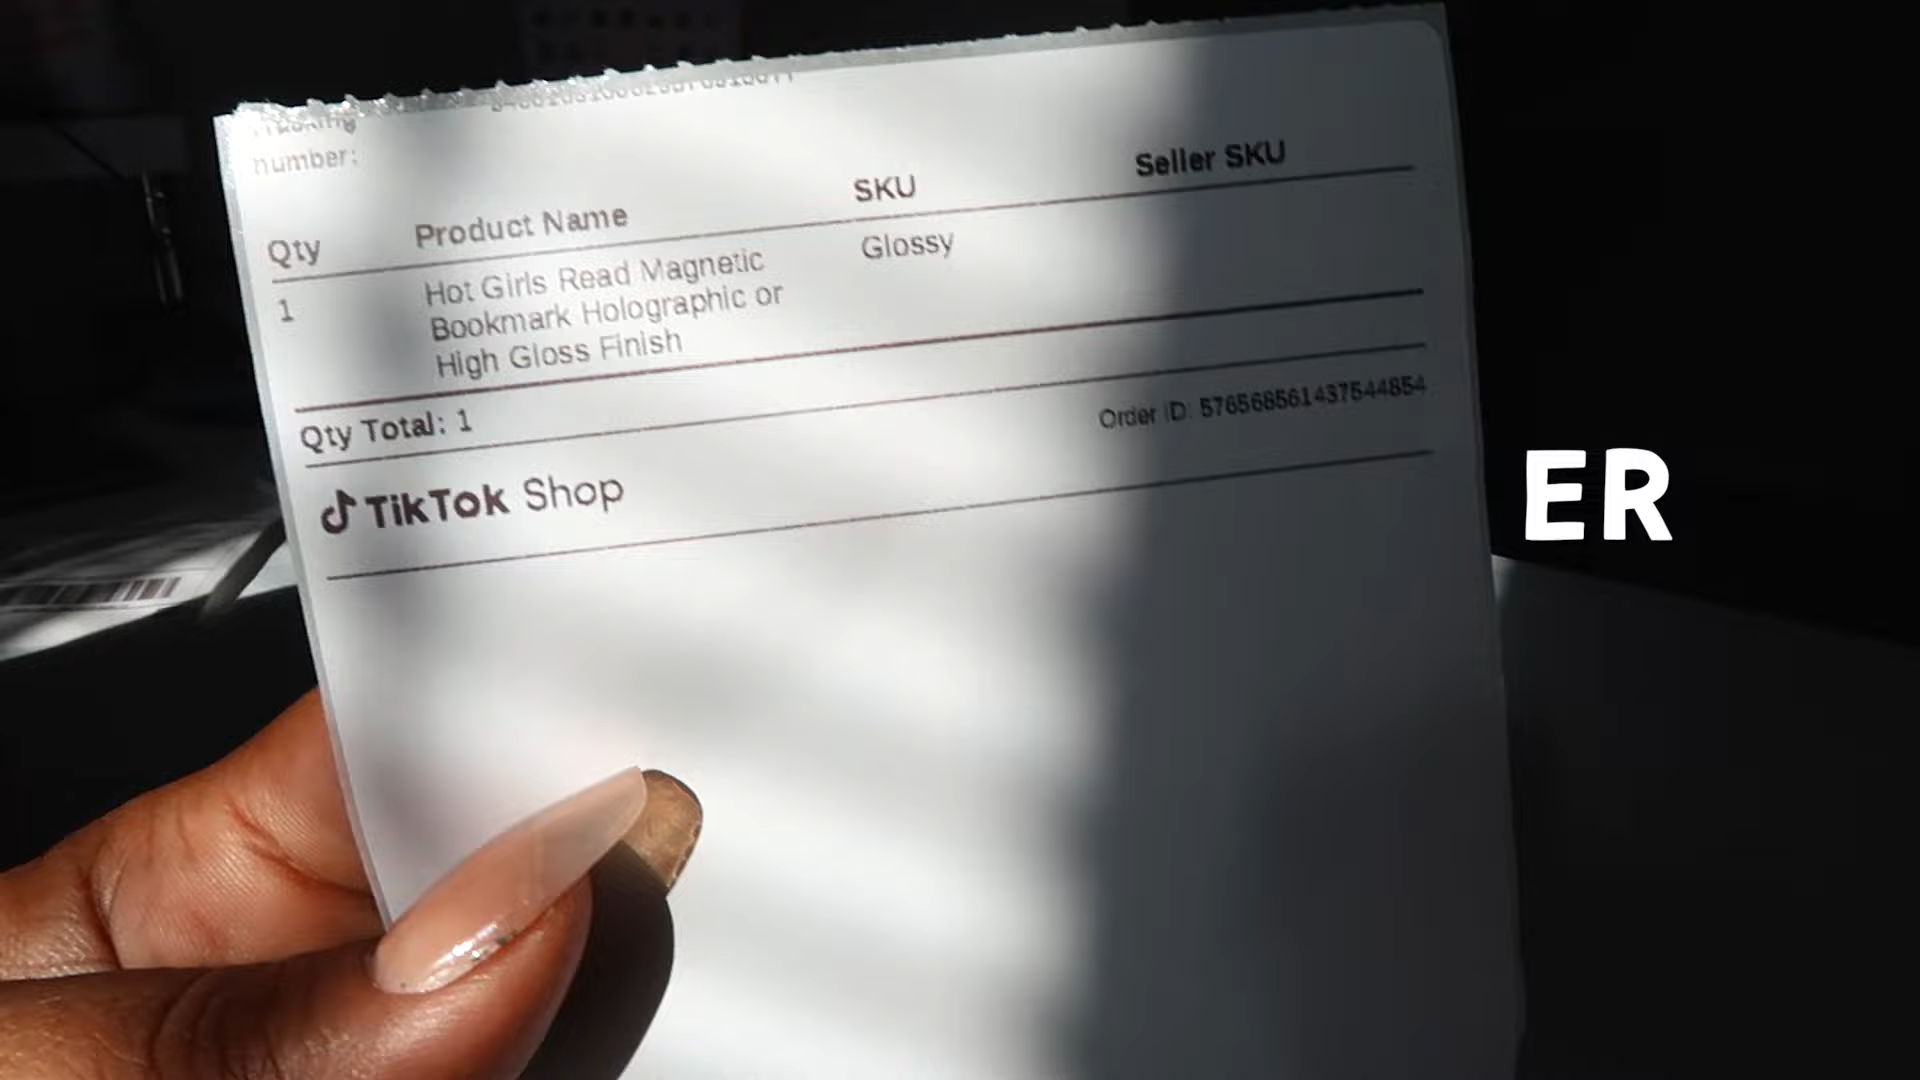 Tracking
number:
Qty Product Name SKU Seller SKU
1 Hot Girls Read Magnetic Glossy
Bookmark Holographic or
High Gloss Finish
Qty Total: 1
Order ID: 576568561437544854
TikTok Shop
ER